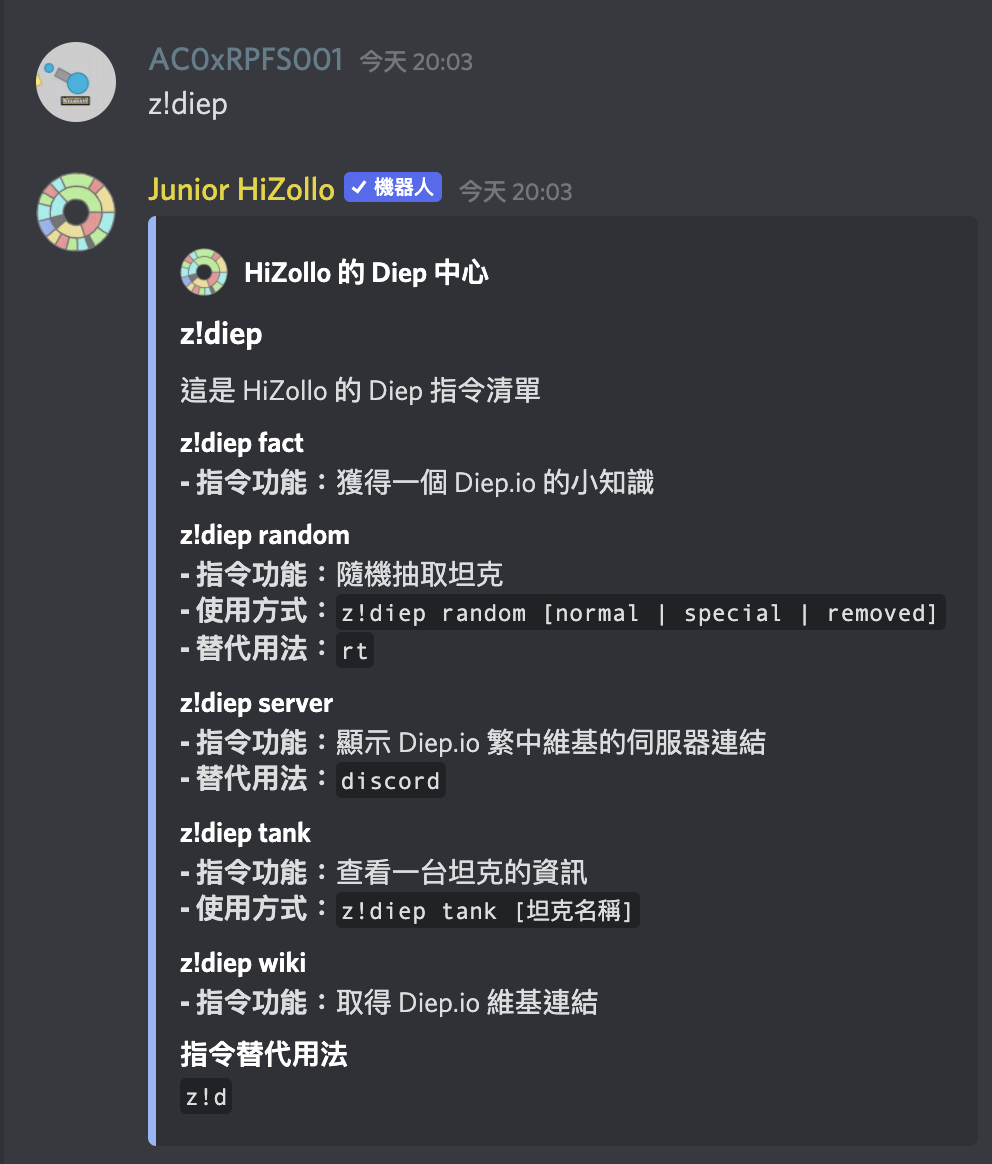 AC0xRPFS001 今天 20:03
z!diep
Junior HiZollo ✓ 機器人 今天 20:03
HiZollo 的 Diep 中心
z!diep
這是 HiZollo 的 Diep 指令清單
z!diep fact
- 指令功能：獲得一個 Diep.io 的小知識
z!diep random
- 指令功能：隨機抽取坦克
- 使用方式：z!diep random [normal | special | removed]
- 替代用法：rt
z!diep server
- 指令功能：顯示 Diep.io 繁中維基的伺服器連結
- 替代用法：discord
z!diep tank
- 指令功能：查看一台坦克的資訊
- 使用方式：z!diep tank [坦克名稱]
z!diep wiki
- 指令功能：取得 Diep.io 維基連結
指令替代用法
z!d